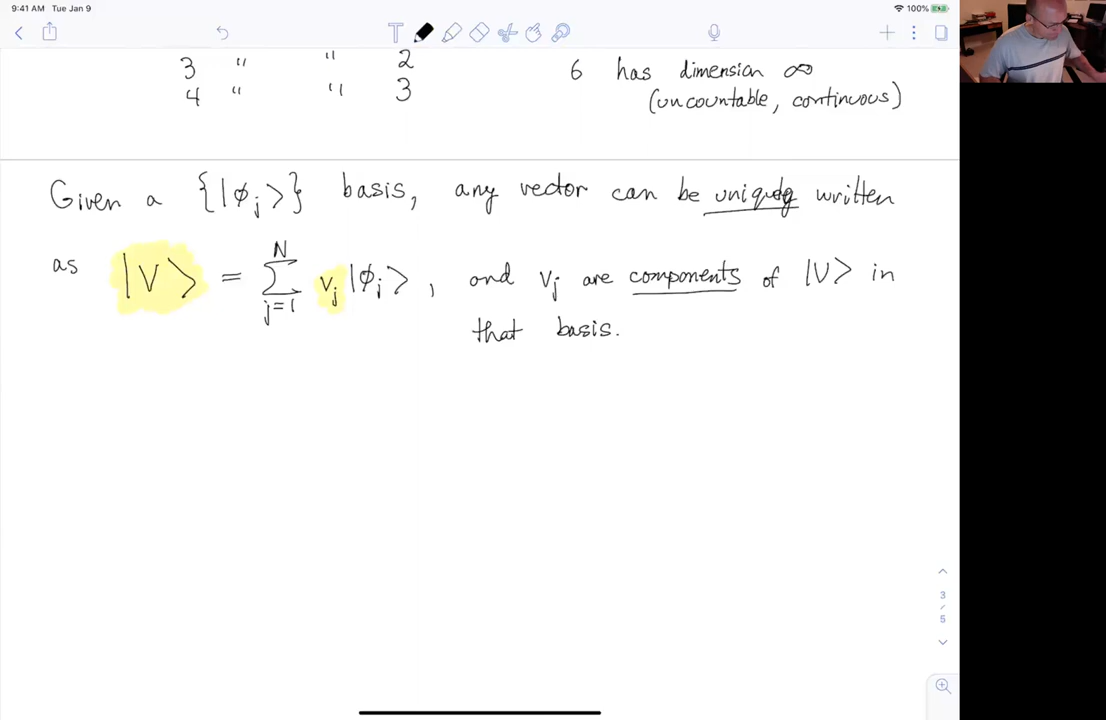 9:41 AM Tue Jan 9
100%
T
3 " " 2
4 " " 3
6 has dimension ∞
(uncountable, continuous)
Given a {|ϕj>} basis, any vector can be uniquely written
as |V> = N∑j=1 vj |ϕj> , and vj are components of |V> in
that basis.
3
/
5